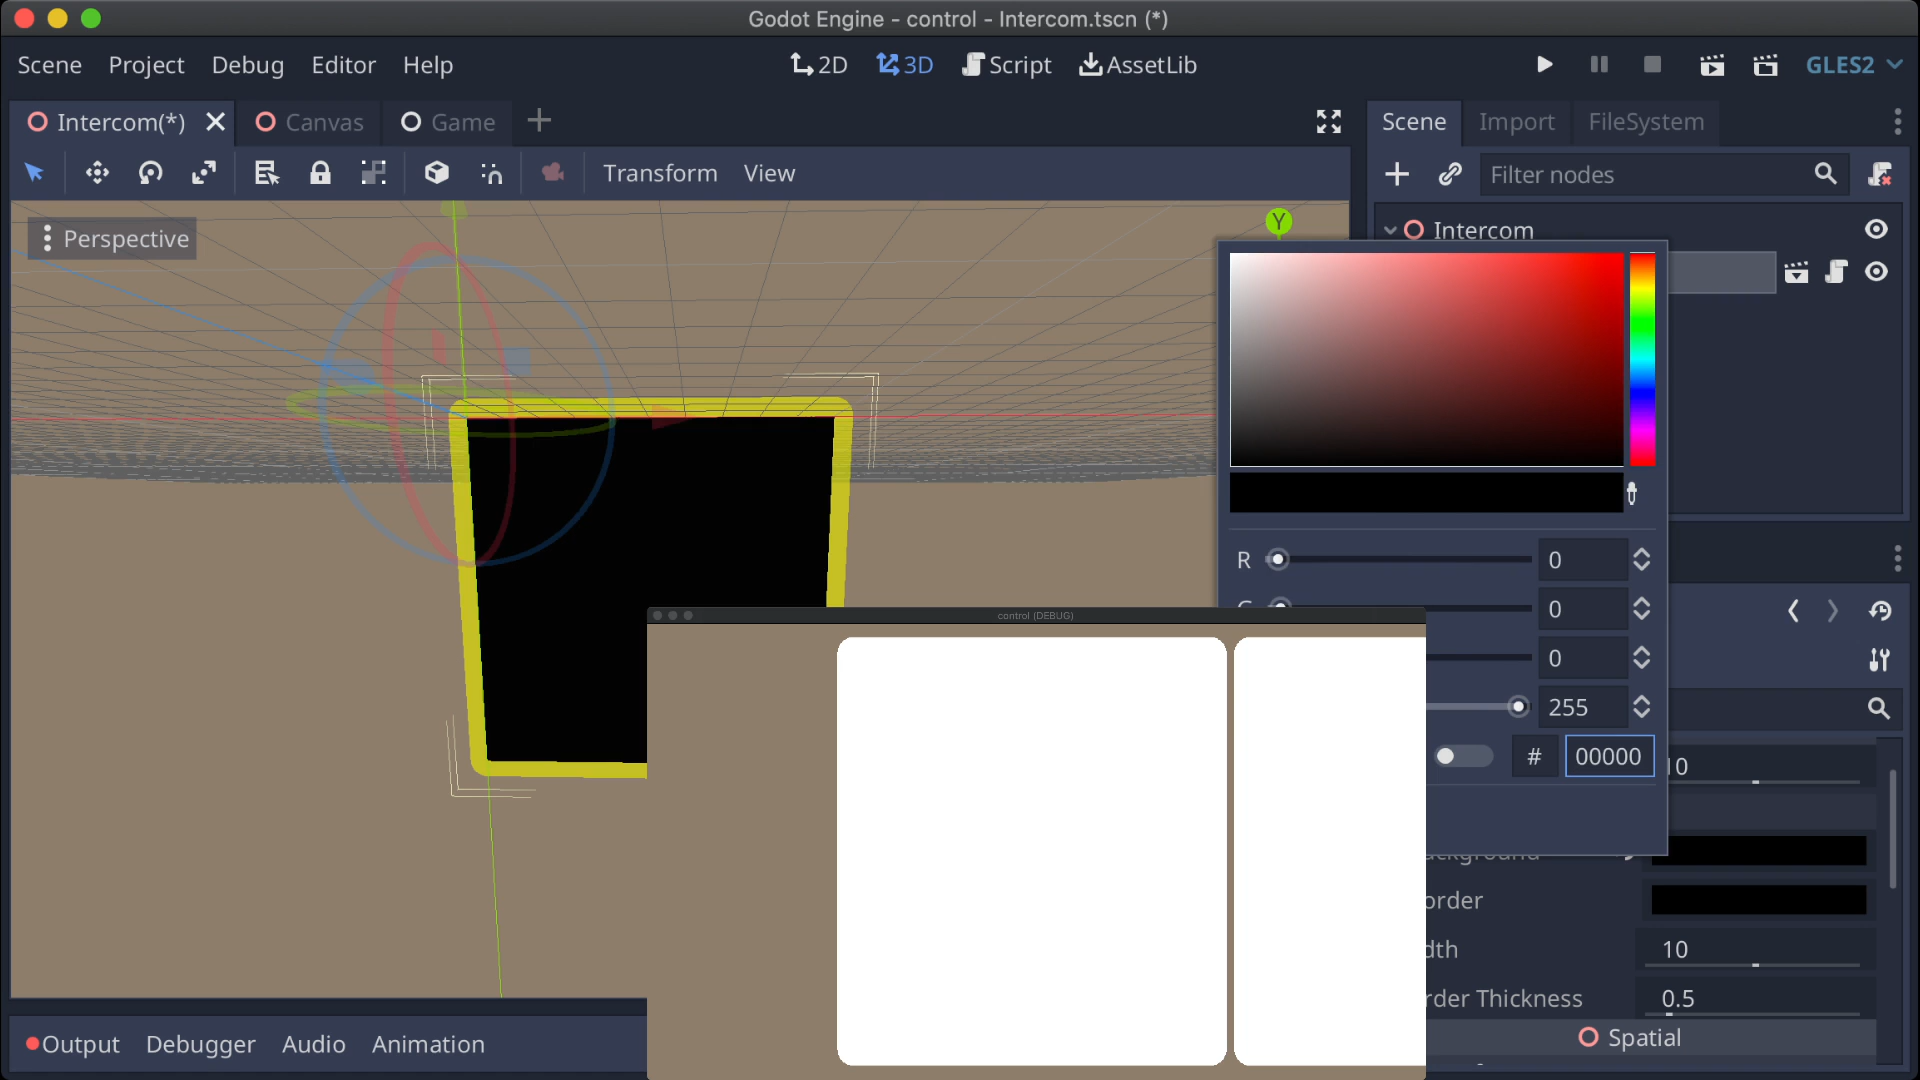 Godot Engine - control - Intercom.tscn (*)
Scene Project Debug Editor Help 2D 3D Script AssetLib GLES2
Intercom(*) Canvas Game Scene Import FileSystem
Transform View Filter nodes
Perspective Y Intercom
R 0
0
0
255
# 00000
control (DEBUG)
10
order
dth 10
rder Thickness 0.5
Spatial
Output Debugger Audio Animation